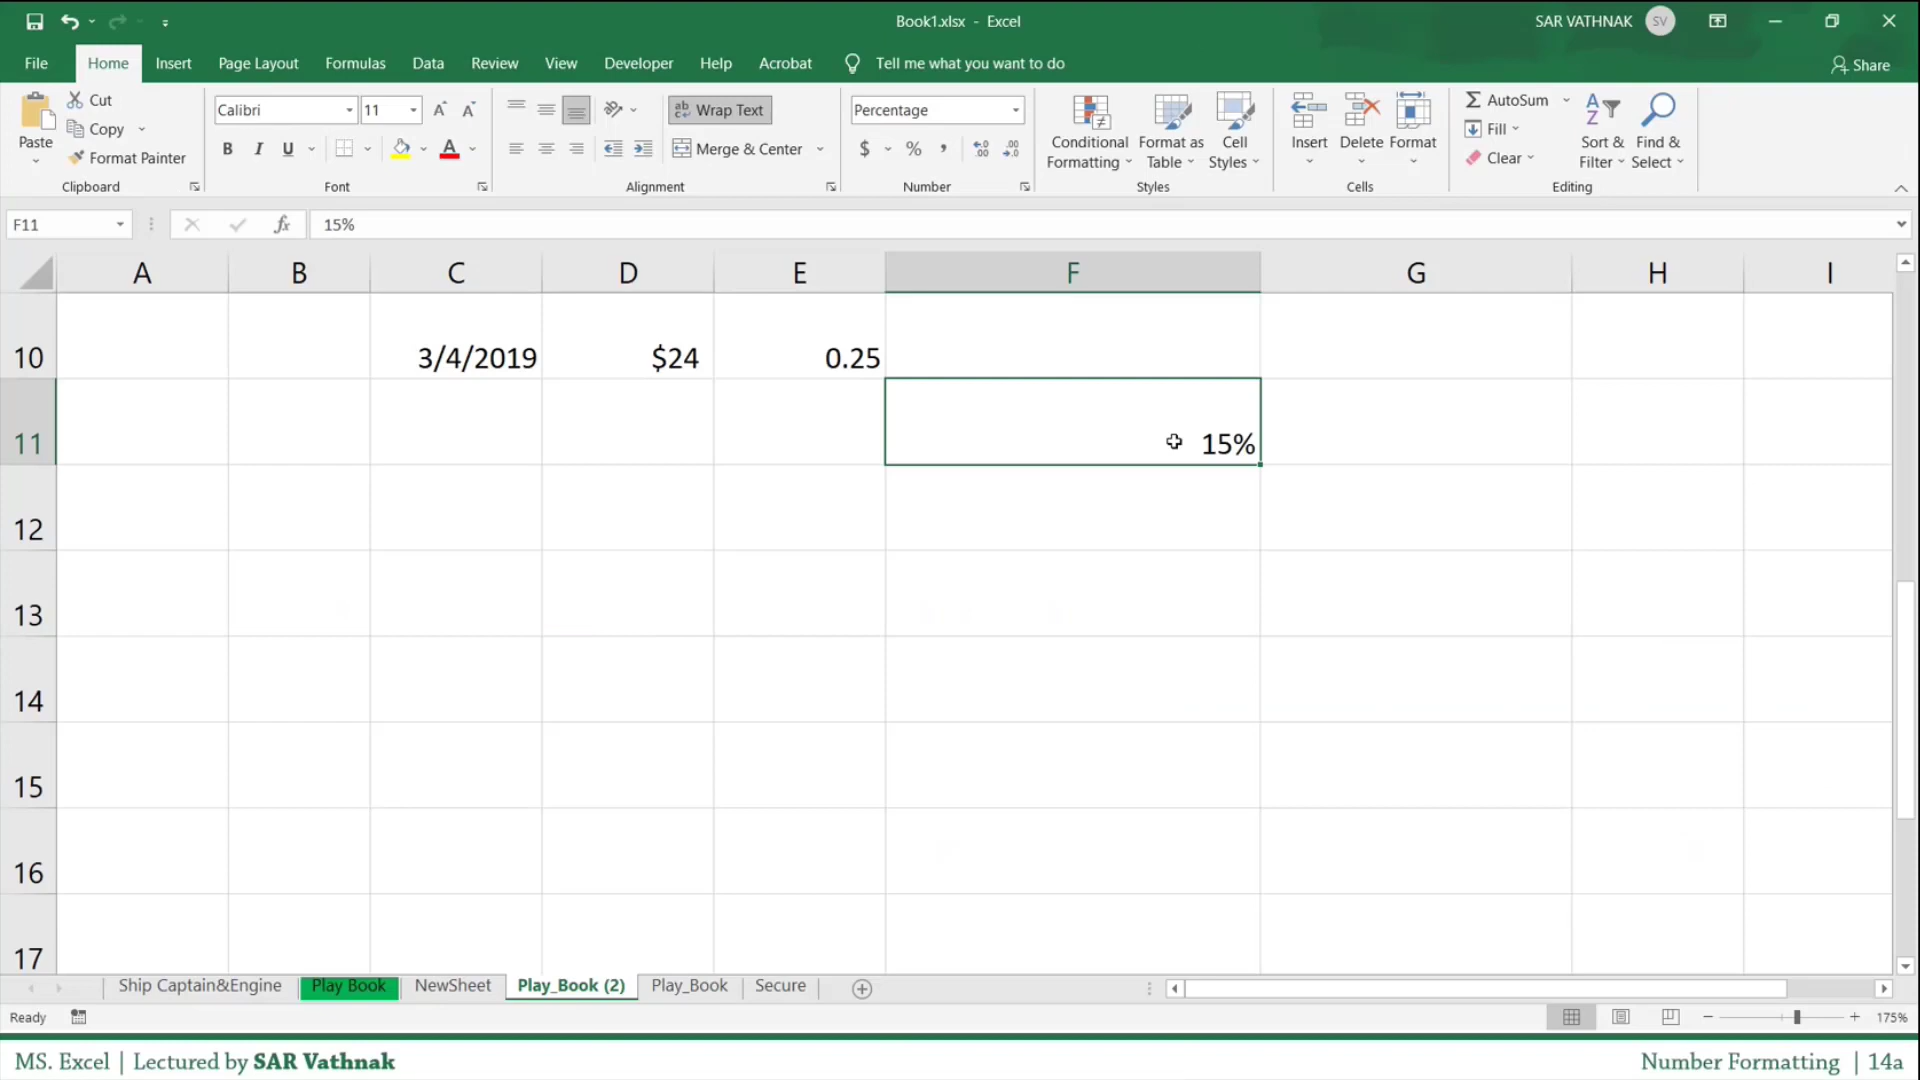 Book1.xlsx - Excel
SAR VATHNAK SV
File Home Insert Page Layout Formulas Data Review View Developer Help Acrobat Tell me what you want to do Share
Paste
Cut
Copy
Format Painter
Clipboard
Calibri 11
B I U A
Font
Wrap Text
Merge & Center
Alignment
Percentage
$ % ,
Number
Conditional Formatting
Format as Table
Cell Styles
Styles
Insert Delete Format
Cells
AutoSum
Fill
Clear
Sort & Filter
Find & Select
Editing
F11 fx 15%
A B C D E F G H I
10 3/4/2019 $24 0.25
11 15%
12
13
14
15
16
17
Ship Captain&Engine Play Book NewSheet Play_Book (2) Play_Book Secure
Ready 175%
MS. Excel | Lectured by SAR Vathnak
Number Formatting | 14a